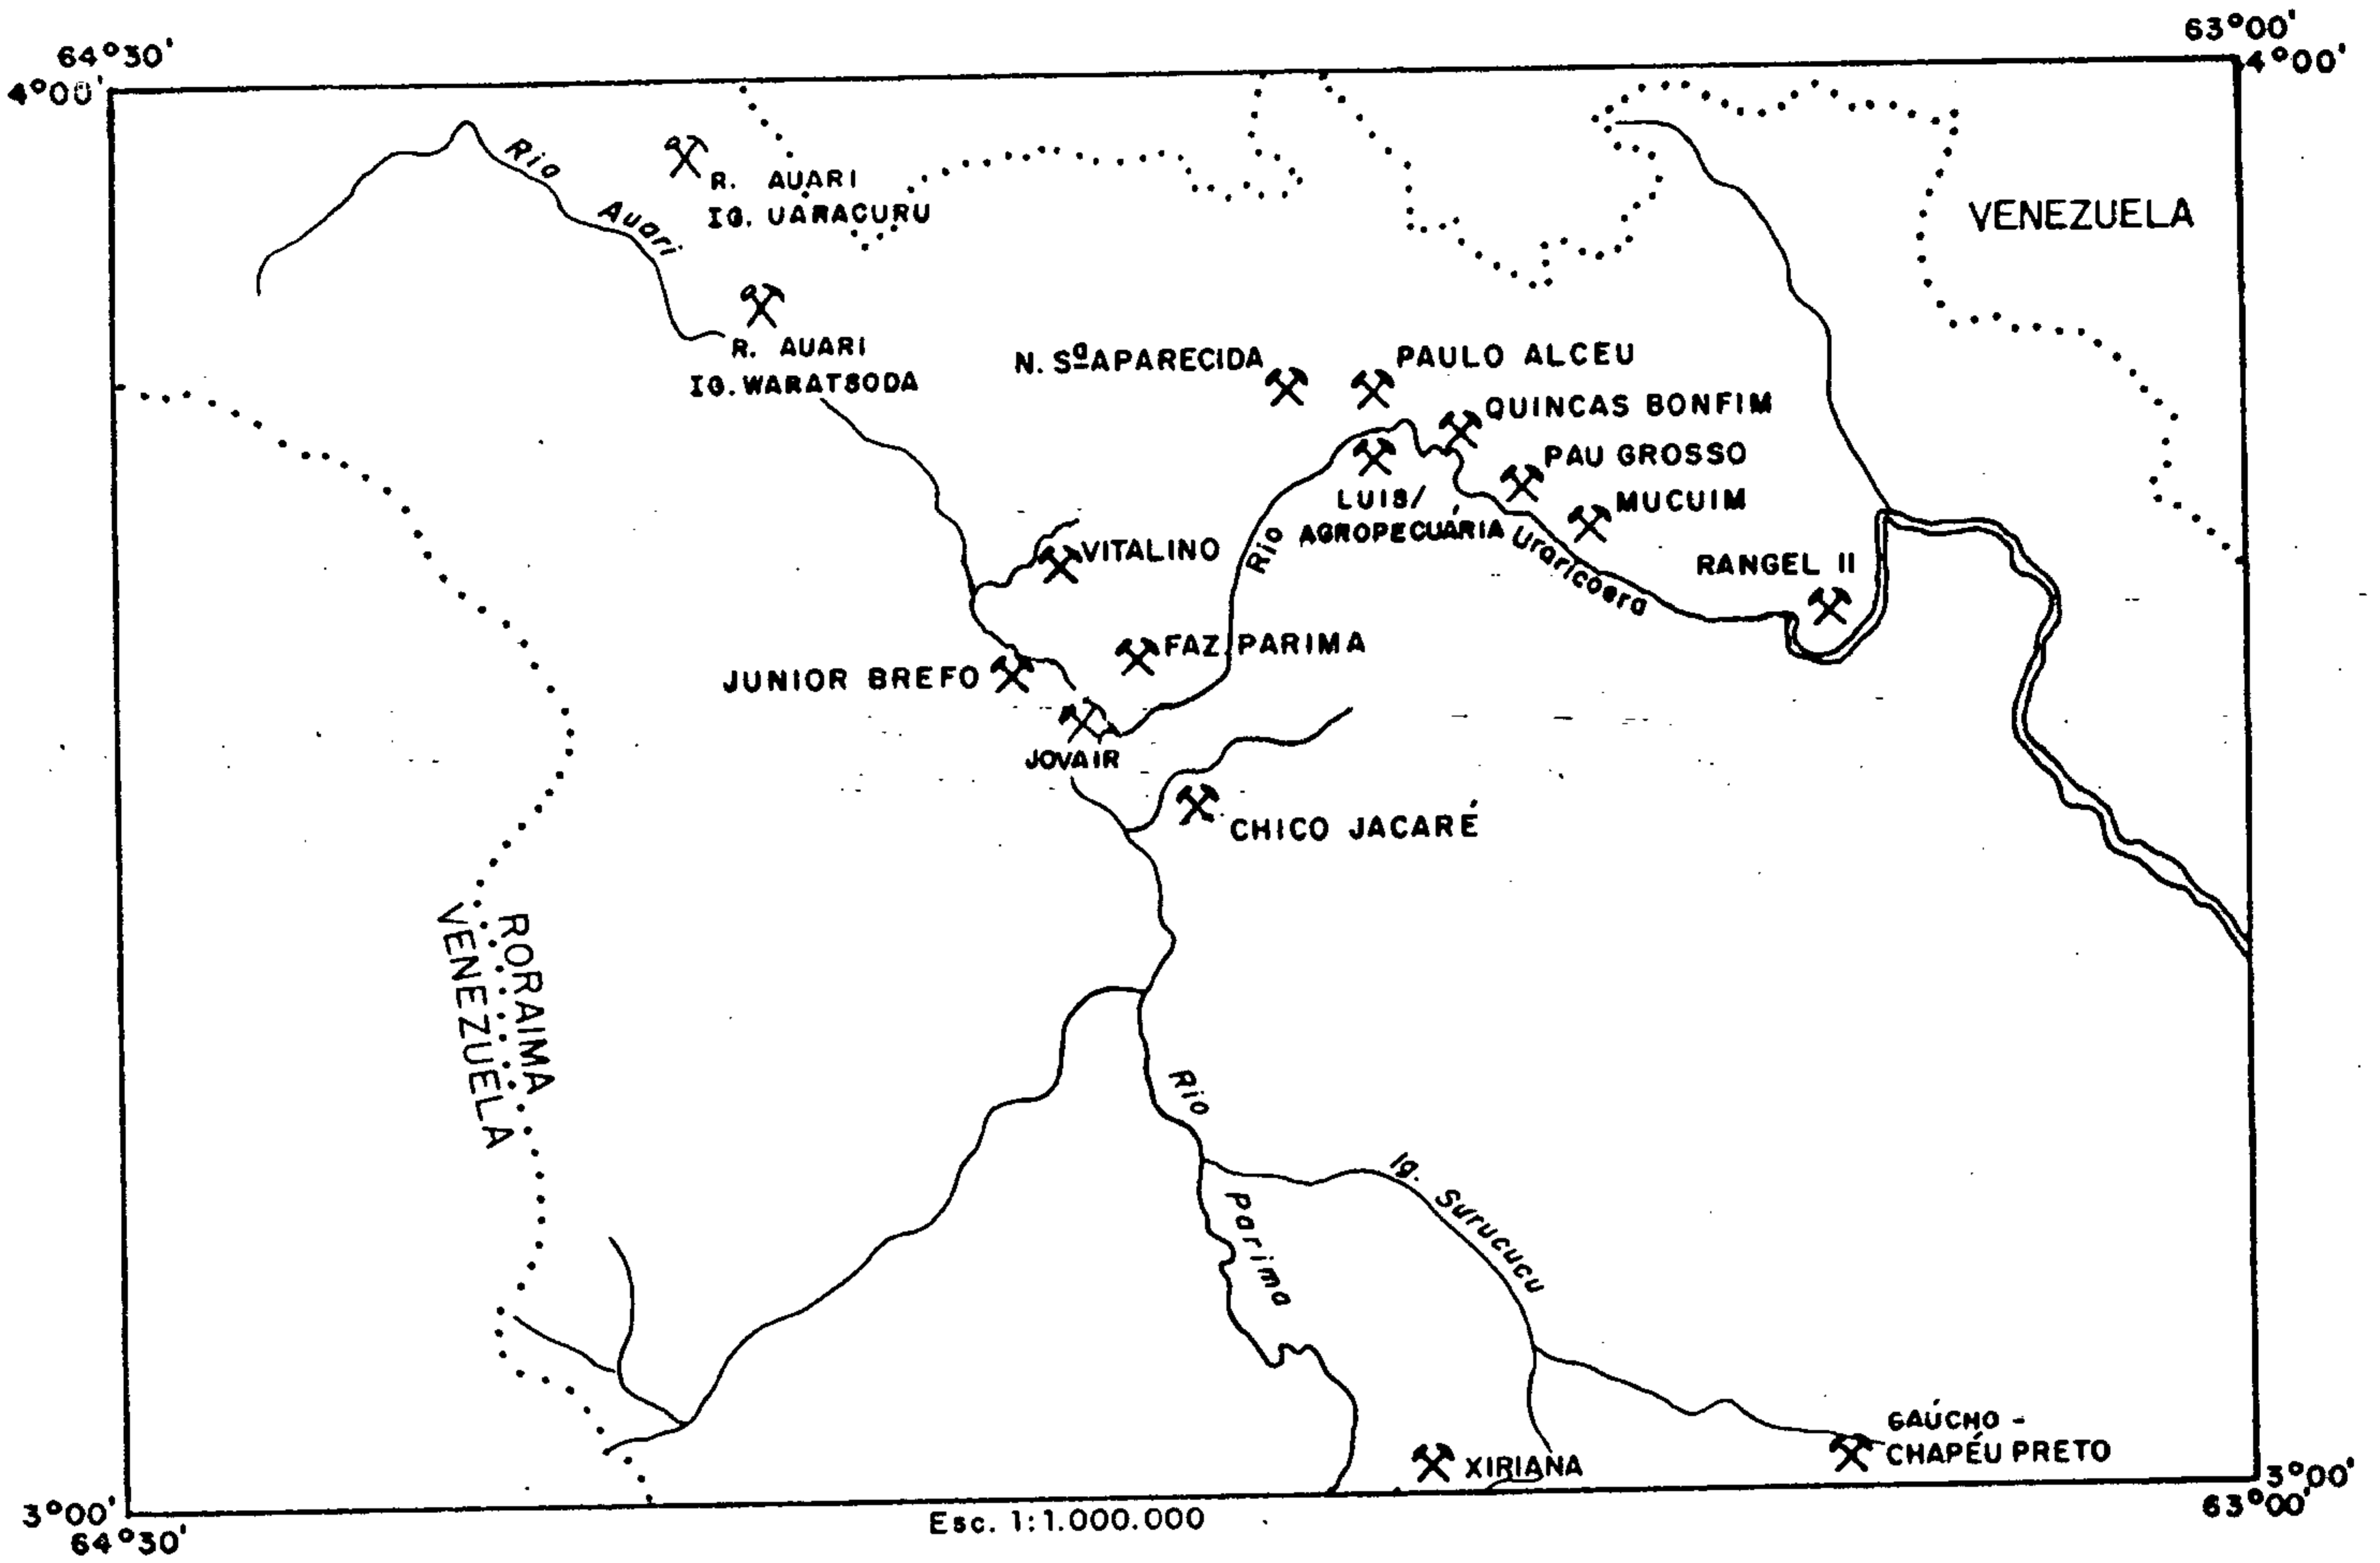 63°00'
64°30'
4°00'
4°00'
Rio
Auari
R. AUARI
IG. UARACURU
VENEZUELA
R. AUARI
IG. WARATSODA
N. Sª APARECIDA
PAULO ALCEU
QUINCAS BONFIM
PAU GROSSO
MUCUIM
LUIS/
AGROPECUÁRIA
Rio
Uraricoera
VITALINO
RANGEL II
FAZ PARIMA
JUNIOR BREFO
JOVAIR
CHICO JACARÉ
RORAIMA
VENEZUELA
Rio
Parima
Ig. Surucucu
GAÚCHO -
CHAPÉU PRETO
XIRIANA
3°00'
3°00'
64°30'
63°00'
Esc. 1:1.000.000